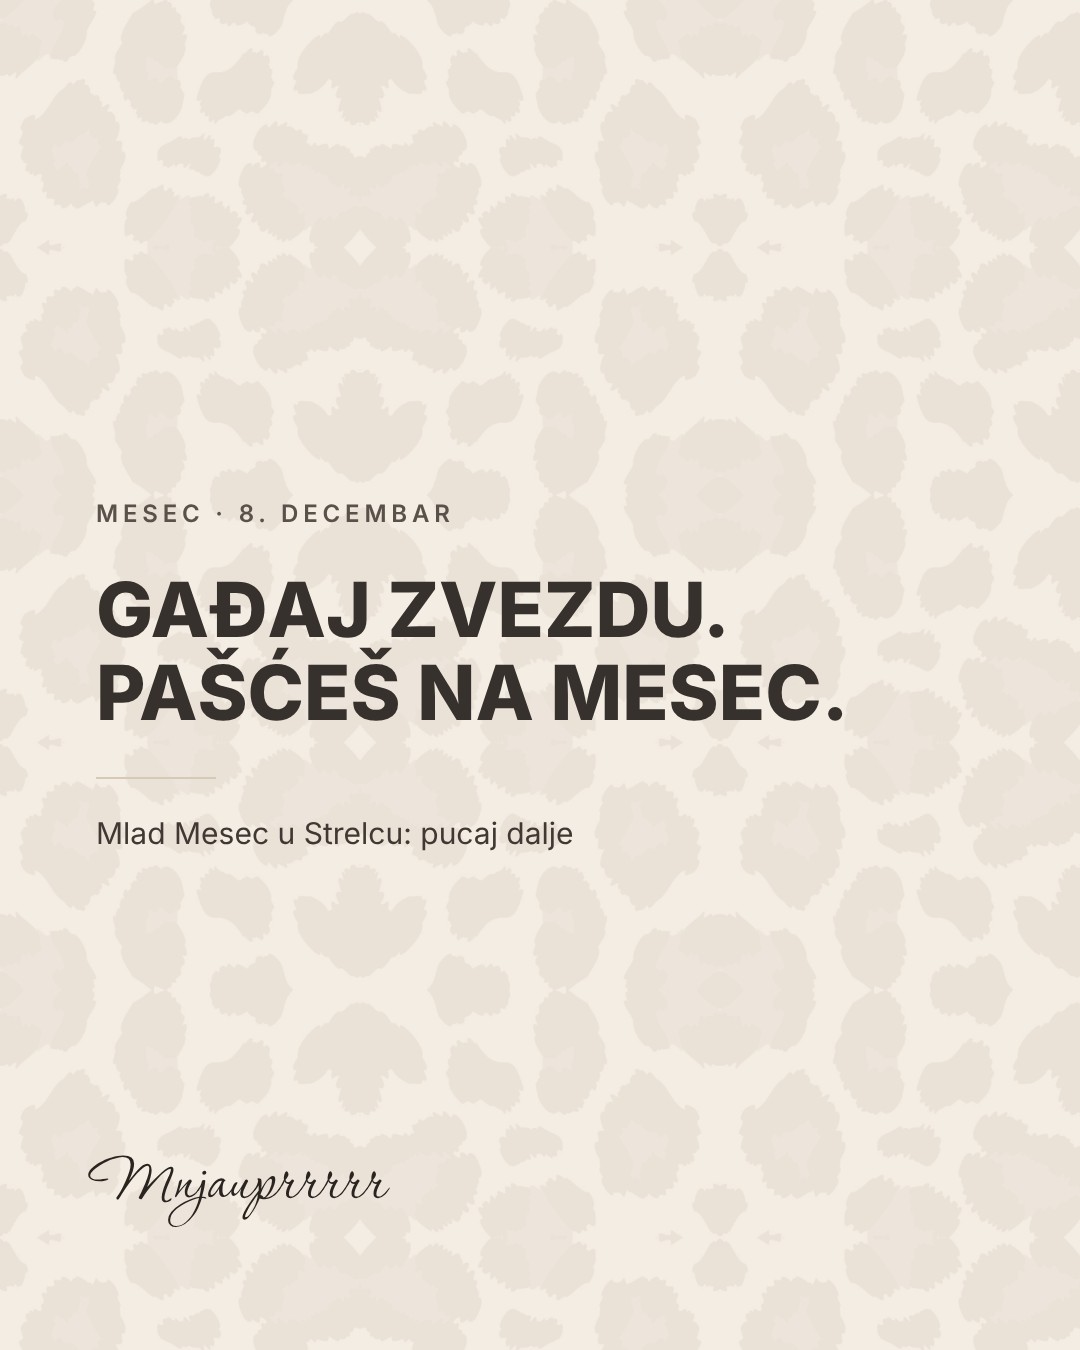 MESEC · 8. DECEMBAR
GAĐAJ ZVEZDU.
PAŠĆEŠ NA MESEC.
Mlad Mesec u Strelcu: pucaj dalje
Mnjauprrrrr